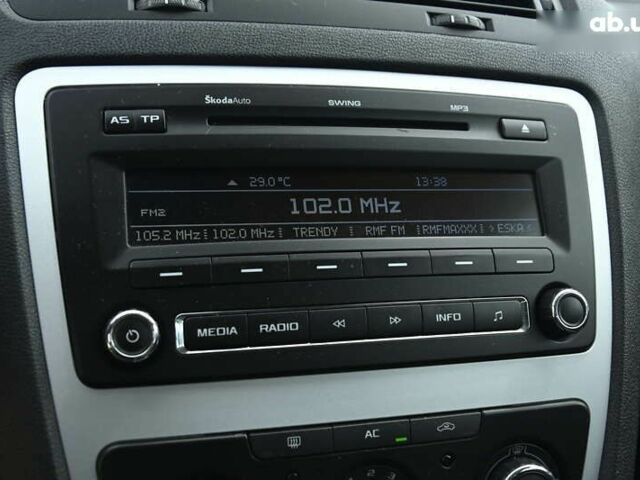 ab.u
ŠkodaAuto SWING MP3
AS TP
29.0°C 13:38
FM2 102.0 MHz
105.2 MHz 102.0 MHz TRENDY RMF FM RMFMAXXX >ESKA<
MEDIA RADIO INFO
AC